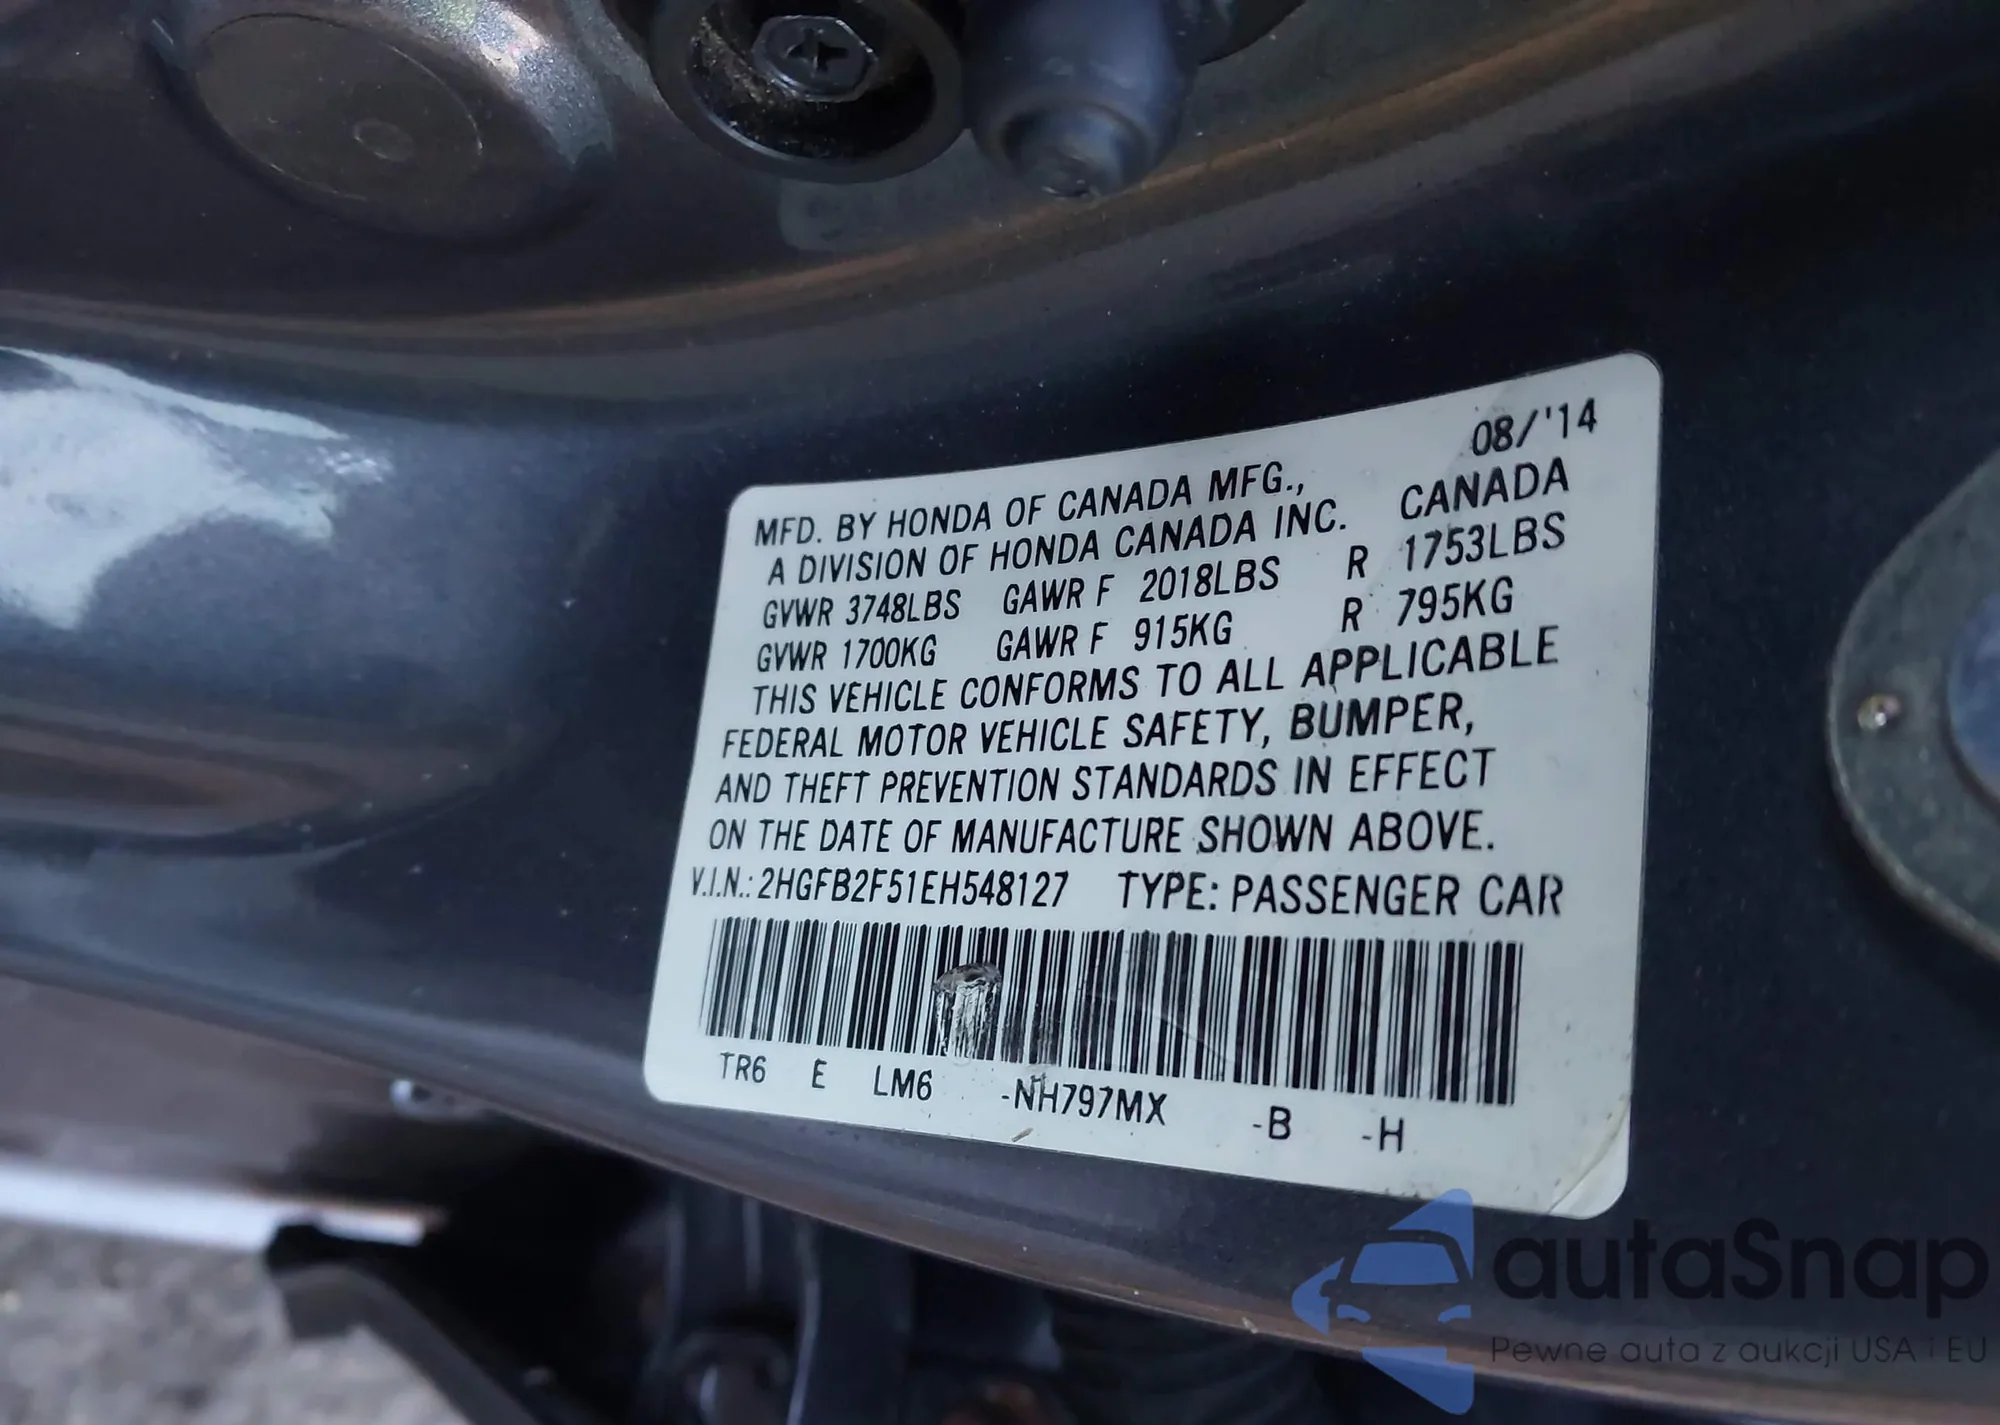 08/'14
MFD. BY HONDA OF CANADA MFG.,
A DIVISION OF HONDA CANADA INC. CANADA
GVWR 3748LBS GAWR F 2018LBS R 1753LBS
GVWR 1700KG GAWR F 915KG R 795KG
THIS VEHICLE CONFORMS TO ALL APPLICABLE
FEDERAL MOTOR VEHICLE SAFETY, BUMPER,
AND THEFT PREVENTION STANDARDS IN EFFECT
ON THE DATE OF MANUFACTURE SHOWN ABOVE.
V.I.N.: 2HGFB2F51EH548127 TYPE: PASSENGER CAR
TR6 E LM6 -NH797MX -B -H
autaSnap
Pewne auta z aukcji USA i EU